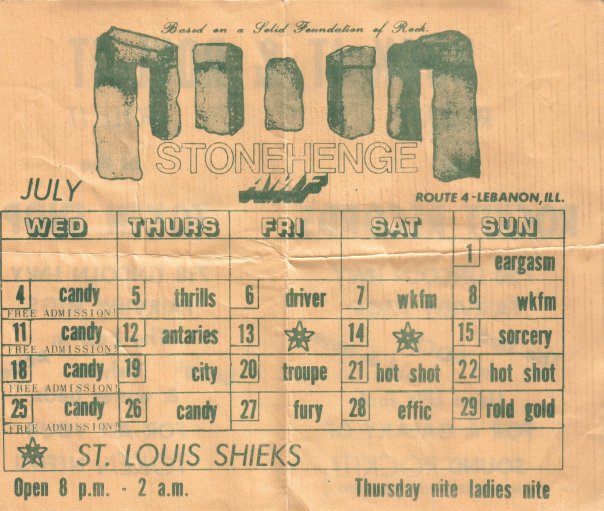 Based on a Solid Foundation of Rock.
STONEHENGE
JULY
AMF
ROUTE 4-LEBANON, ILL.
WED THURS FRI SAT SUN
1 eargasm
4 candy 5 thrills 6 driver 7 wkfm 8 wkfm
FREE ADMISSION!
11 candy 12 antaries 13 14 15 sorcery
FREE ADMISSION!
18 candy 19 city 20 troupe 21 hot shot 22 hot shot
FREE ADMISSION!
25 candy 26 candy 27 fury 28 effic 29 rold gold
FREE ADMISSION!
ST. LOUIS SHIEKS
Open 8 p.m. - 2 a.m. Thursday nite ladies nite